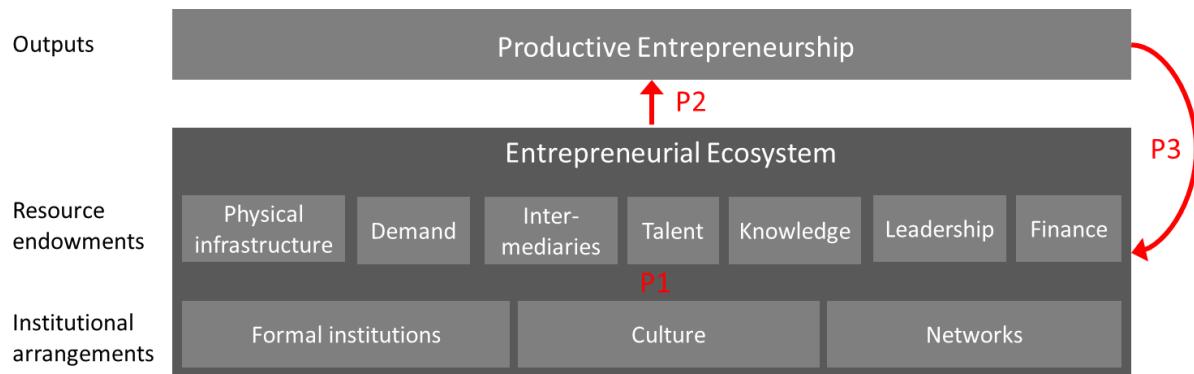 Outputs
Productive Entrepreneurship
P2
P3
Entrepreneurial Ecosystem
Resource
endowments
Physical
infrastructure
Demand
Inter-
mediaries
Talent
Knowledge
Leadership
Finance
P1
Institutional
arrangements
Formal institutions
Culture
Networks